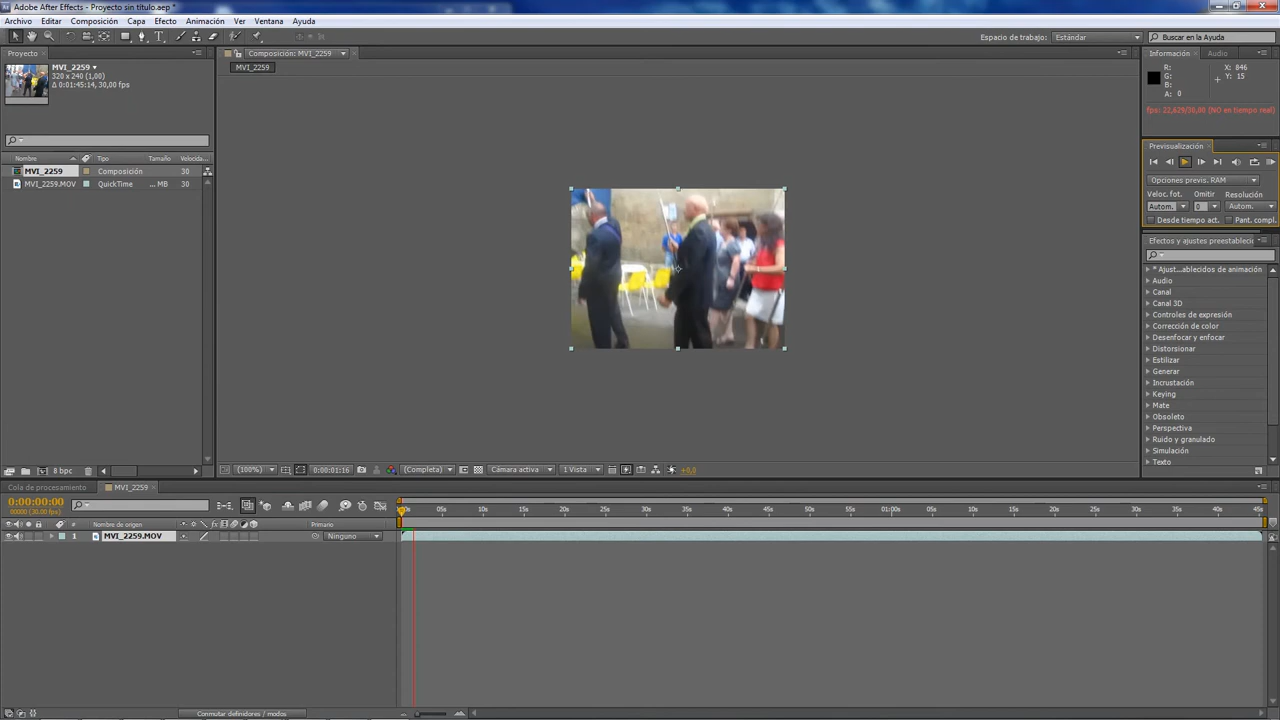 Adobe After Effects - Proyecto sin título.aep *
Archivo Editar Composición Capa Efecto Animación Ver Ventana Ayuda
Espacio de trabajo: Estándar Buscar en la Ayuda
Proyecto
MVI_2259
320 x 240 (1,00)
Δ 0:01:45:14, 30,00 fps
Nombre Tipo Tamaño Velocida...
MVI_2259 Composición 30
MVI_2259.MOV QuickTime ... MB 30
8 bpc
Composición: MVI_2259
MVI_2259
(100%) 0:00:01:16 (Completa) Cámara activa 1 Vista +0,0
Información Audio
R: X: 846
G: Y: 15
B:
A: 0
fps: 22,629/30,00 (NO en tiempo real)
Previsualización
Opciones previs. RAM
Veloc. fot. Omitir Resolución
Autom. 0 Autom.
Desde tiempo act. Pant. compl.
Efectos y ajustes preestableci
* Ajust...ablecidos de animación
Audio
Canal
Canal 3D
Controles de expresión
Corrección de color
Desenfocar y enfocar
Distorsionar
Estilizar
Generar
Incrustación
Keying
Mate
Obsoleto
Perspectiva
Ruido y granulado
Simulación
Texto
Cola de procesamiento MVI_2259
0:00:00:00
00000 (30.00 fps)
:00s 05s 10s 15s 20s 25s 30s 35s 40s 45s 50s 55s 01:00s 05s 10s 15s 20s 25s 30s 35s 40s 45s
# Nombre de origen Primario
1 MVI_2259.MOV Ninguno
Conmutar definidores / modos